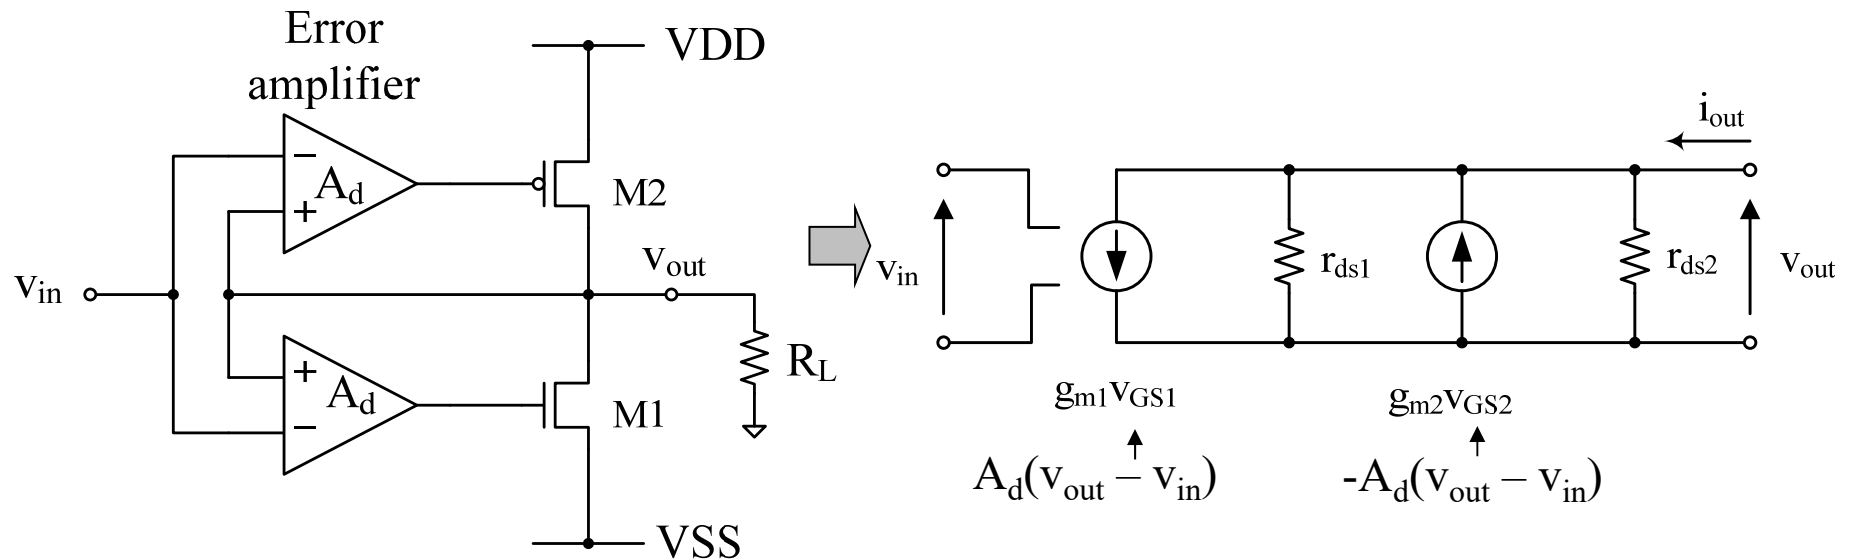 Error
amplifier
VDD
−
A_d
+
M2
v_in
v_out
+
A_d
−
M1
R_L
VSS
i_out
v_in
r_ds1
r_ds2
v_out
g_m1v_GS1
g_m2v_GS2
A_d(v_out – v_in)
-A_d(v_out – v_in)